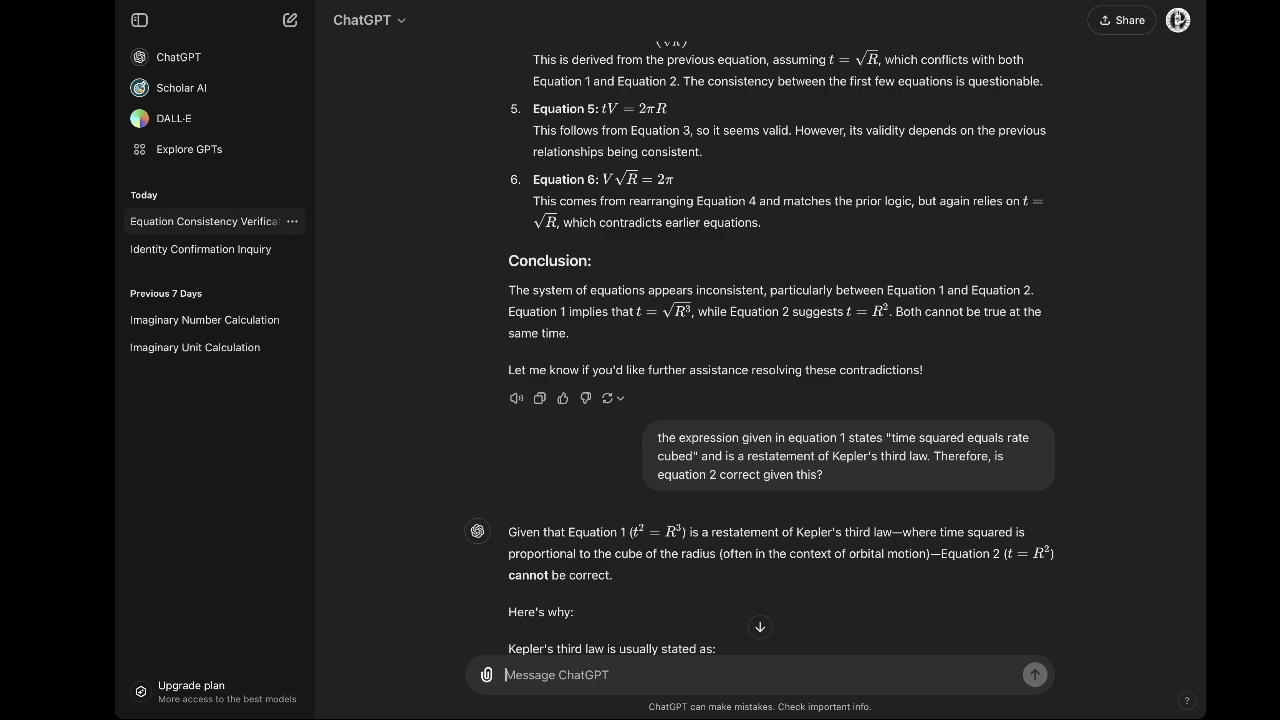 ChatGPT
Share
ChatGPT
Scholar AI
DALL·E
Explore GPTs
Today
Equation Consistency Verifica
Identity Confirmation Inquiry
Previous 7 Days
Imaginary Number Calculation
Imaginary Unit Calculation
Upgrade plan
More access to the best models
This is derived from the previous equation, assuming t = √R, which conflicts with both
Equation 1 and Equation 2. The consistency between the first few equations is questionable.
5. Equation 5: tV = 2πR
This follows from Equation 3, so it seems valid. However, its validity depends on the previous
relationships being consistent.
6. Equation 6: V√R = 2π
This comes from rearranging Equation 4 and matches the prior logic, but again relies on t =
√R, which contradicts earlier equations.
Conclusion:
The system of equations appears inconsistent, particularly between Equation 1 and Equation 2.
Equation 1 implies that t = √R³, while Equation 2 suggests t = R². Both cannot be true at the
same time.
Let me know if you'd like further assistance resolving these contradictions!
the expression given in equation 1 states "time squared equals rate
cubed" and is a restatement of Kepler's third law. Therefore, is
equation 2 correct given this?
Given that Equation 1 (t² = R³) is a restatement of Kepler's third law—where time squared is
proportional to the cube of the radius (often in the context of orbital motion)—Equation 2 (t = R²)
cannot be correct.
Here's why:
Kepler's third law is usually stated as:
Message ChatGPT
ChatGPT can make mistakes. Check important info.
?